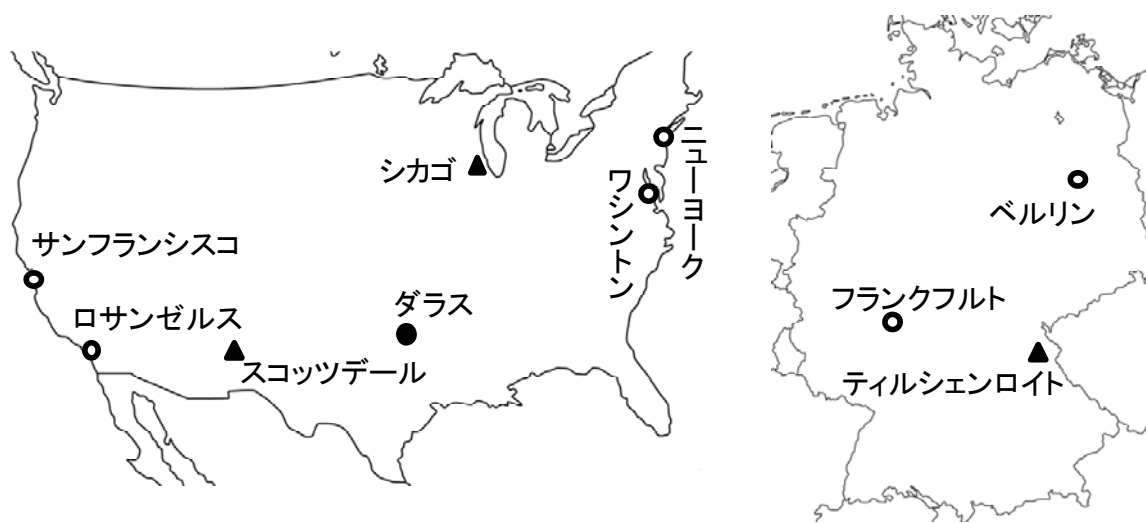 シカゴ
ニューヨーク
ワシントン
サンフランシスコ
ロサンゼルス
ダラス
スコッツデール
ベルリン
フランクフルト
ティルシェンロイト